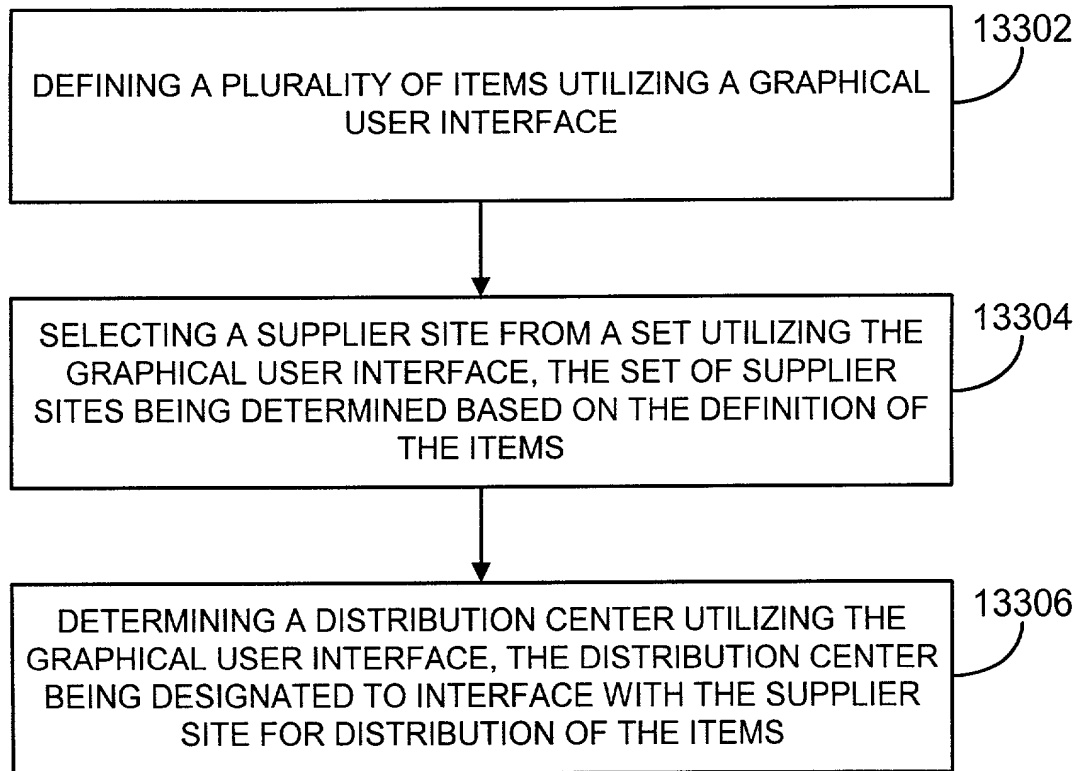 13302
DEFINING A PLURALITY OF ITEMS UTILIZING A GRAPHICAL
USER INTERFACE
13304
SELECTING A SUPPLIER SITE FROM A SET UTILIZING THE
GRAPHICAL USER INTERFACE, THE SET OF SUPPLIER
SITES BEING DETERMINED BASED ON THE DEFINITION OF
THE ITEMS
13306
DETERMINING A DISTRIBUTION CENTER UTILIZING THE
GRAPHICAL USER INTERFACE, THE DISTRIBUTION CENTER
BEING DESIGNATED TO INTERFACE WITH THE SUPPLIER
SITE FOR DISTRIBUTION OF THE ITEMS